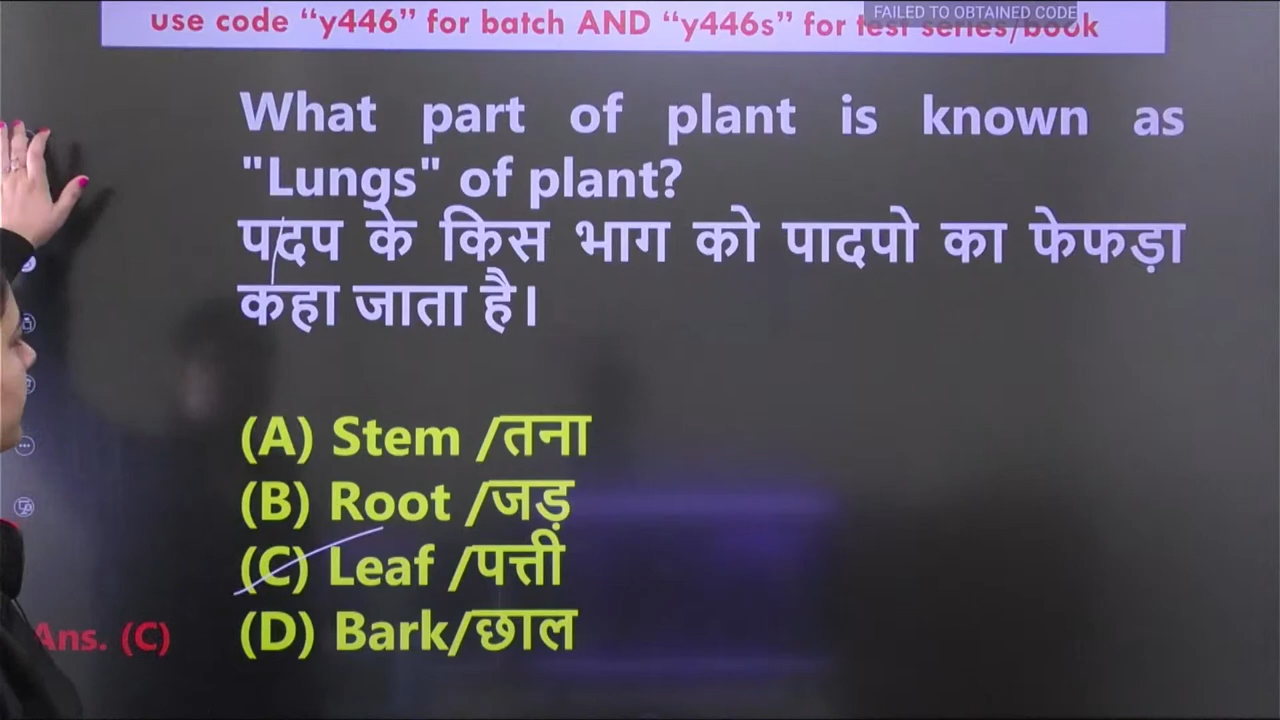 FAILED TO OBTAINED CODE
use code “y446” for batch AND “y446s” for test series/book
What part of plant is known as
"Lungs" of plant?
पदप के किस भाग को पादपो का फेफड़ा
कहा जाता है।
(A) Stem /तना
(B) Root /जड़
(C) Leaf /पत्ती
(D) Bark/छाल
Ans. (C)